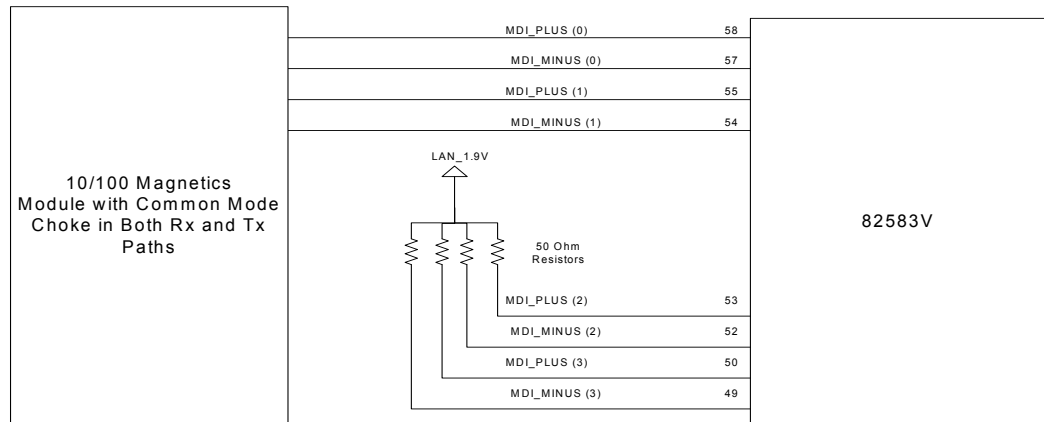 MDI_PLUS (0) 58
MDI_MINUS (0) 57
MDI_PLUS (1) 55
MDI_MINUS (1) 54
LAN_1.9V
10/100 Magnetics
Module with Common Mode
Choke in Both Rx and Tx
Paths
82583V
50 Ohm
Resistors
MDI_PLUS (2) 53
MDI_MINUS (2) 52
MDI_PLUS (3) 50
MDI_MINUS (3) 49